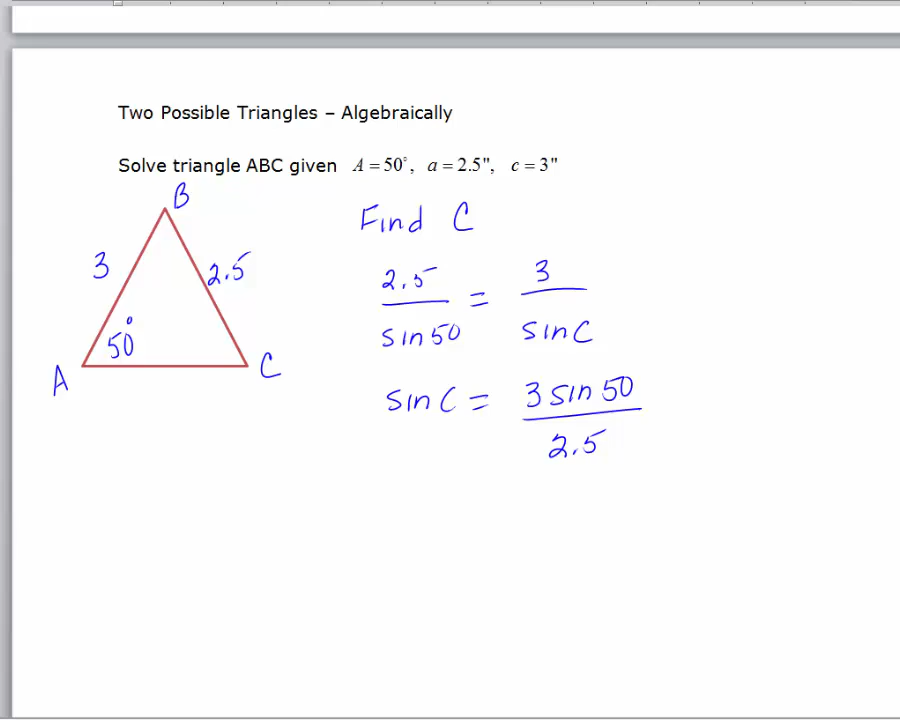 Two Possible Triangles – Algebraically
Solve triangle ABC given A = 50°, a = 2.5", c = 3"
B
Find C
3
2.5
2.5 / sin 50 = 3 / sin C
50°
A
C
sin C = 3 sin 50 / 2.5